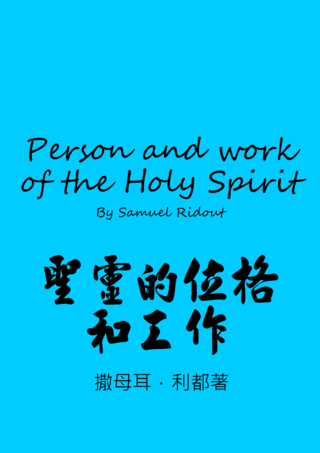 Person and work
of the Holy Spirit
By Samuel Ridout
聖靈的位格
和工作
撒母耳．利都著